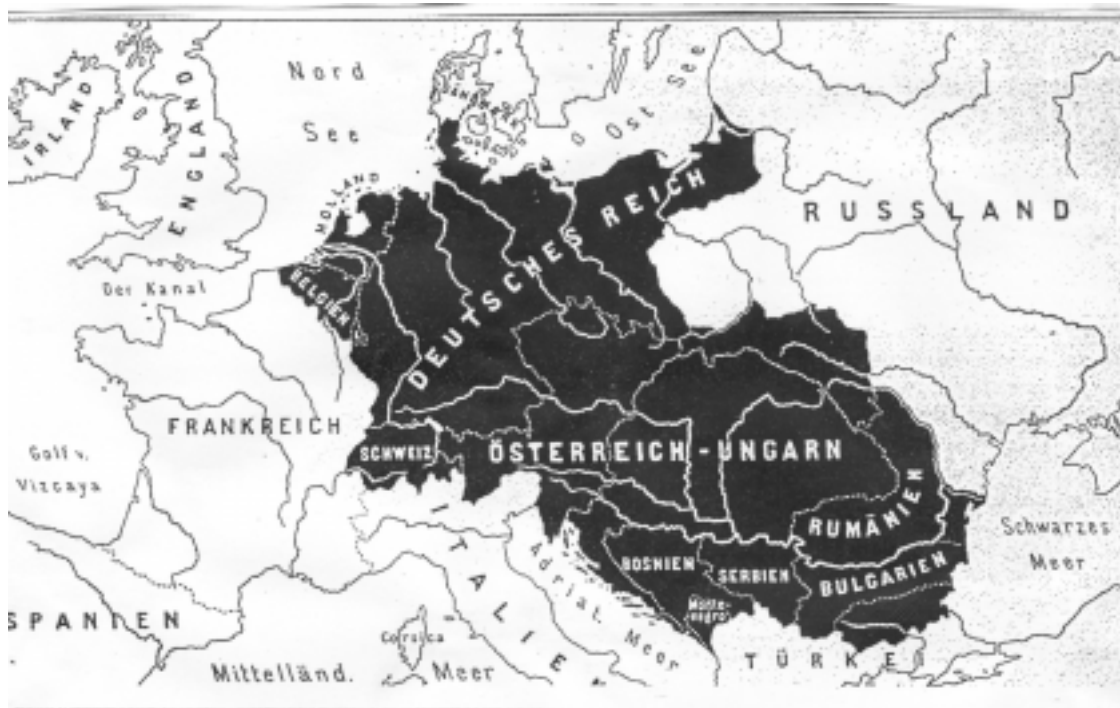 Nord
See
Ost See
DÄNEMARK
IRLAND
ENGLAND
HOLLAND
DEUTSCHES REICH
RUSSLAND
BELGIEN
Der Kanal
FRANKREICH
SCHWEIZ
ÖSTERREICH-UNGARN
Golf v.
Vizcaya
RUMÄNIEN
Schwarzes
Meer
ITALIE
Adriat. Meer
BOSNIEN
SERBIEN
BULGARIEN
Monte-
negro
SPANIEN
Corsica
Mittelländ. Meer
TÜRKEI